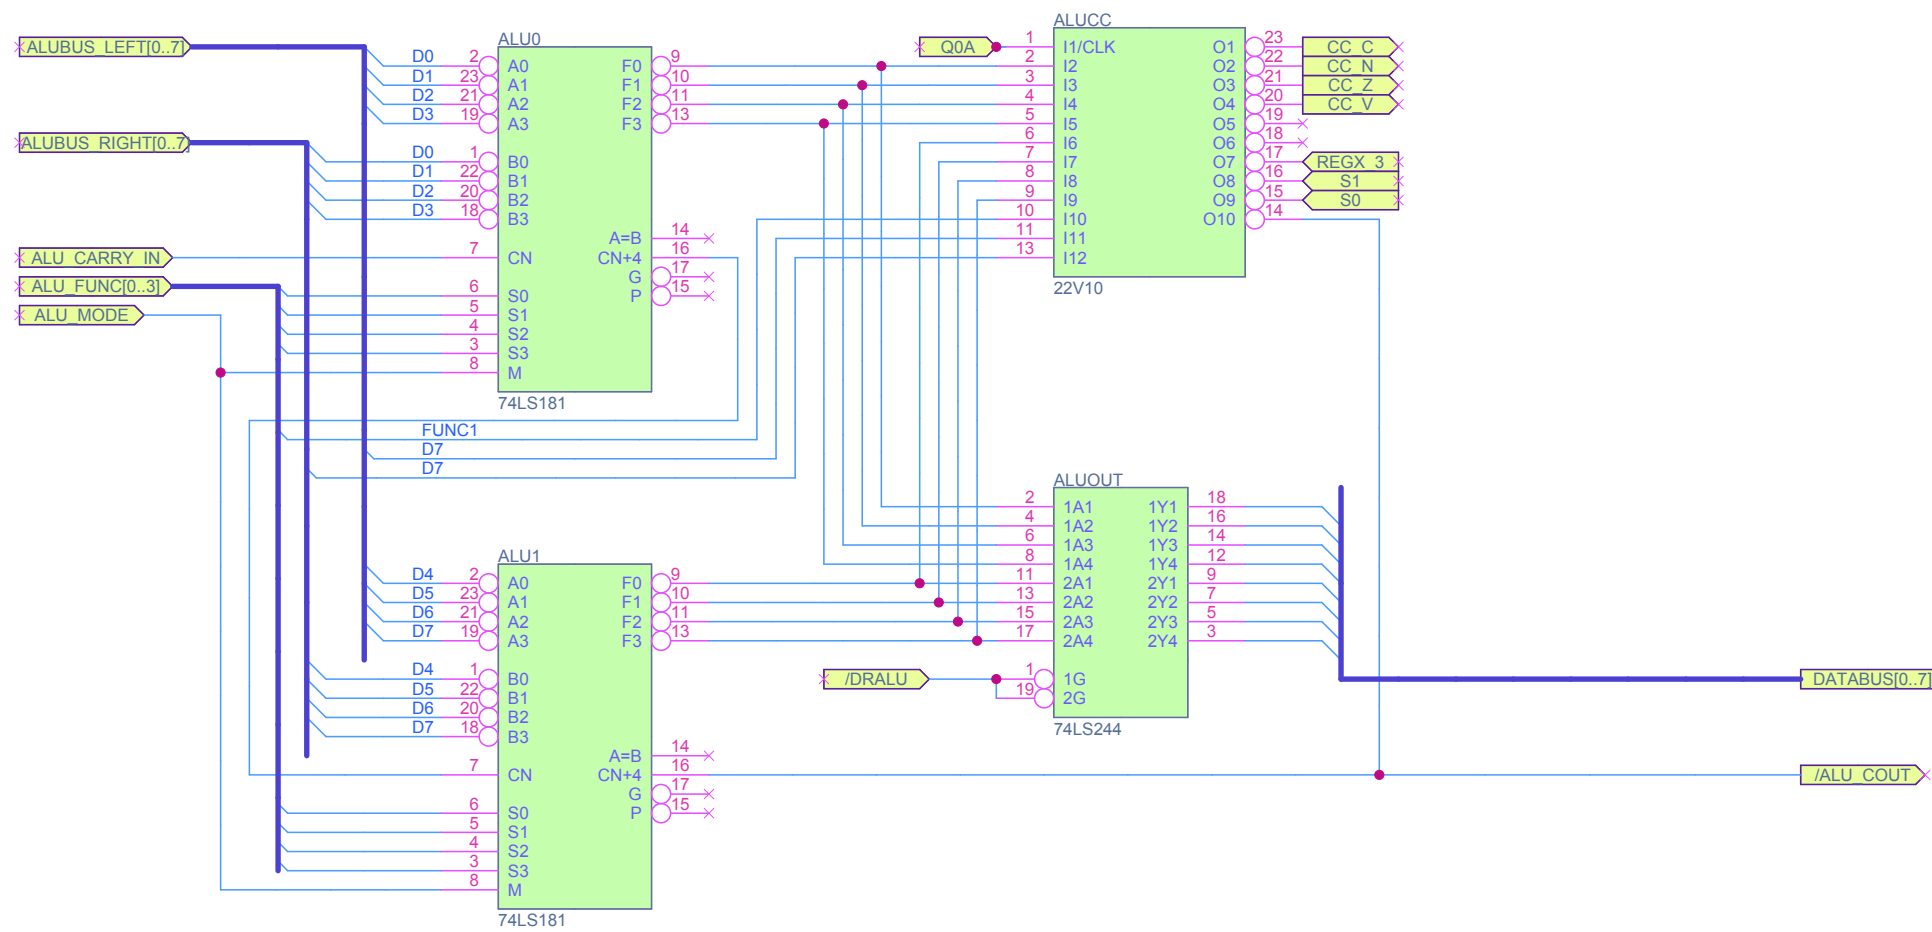 ALUBUS_LEFT[0..7]
ALUBUS_RIGHT[0..7]
ALU_CARRY_IN
ALU_FUNC[0..3]
ALU_MODE
ALU0
D0 2 A0 F0 9
D1 23 A1 F1 10
D2 21 A2 F2 11
D3 19 A3 F3 13
D0 1 B0
D1 22 B1
D2 20 B2
D3 18 B3
A=B 14
7 CN CN+4 16
G 17
6 S0 P 15
5 S1
4 S2
3 S3
8 M
74LS181
FUNC1
D7
D7
ALU1
D4 2 A0 F0 9
D5 23 A1 F1 10
D6 21 A2 F2 11
D7 19 A3 F3 13
D4 1 B0
D5 22 B1
D6 20 B2
D7 18 B3
A=B 14
7 CN CN+4 16
G 17
6 S0 P 15
5 S1
4 S2
3 S3
8 M
74LS181
ALUCC
Q0A 1 I1/CLK O1 23 CC_C
2 I2 O2 22 CC_N
3 I3 O3 21 CC_Z
4 I4 O4 20 CC_V
5 I5 O5 19
6 I6 O6 18
7 I7 O7 17 REGX_3
8 I8 O8 16 S1
9 I9 O9 15 S0
10 I10 O10 14
11 I11
13 I12
22V10
ALUOUT
2 1A1 1Y1 18
4 1A2 1Y2 16
6 1A3 1Y3 14
8 1A4 1Y4 12
11 2A1 2Y1 9
13 2A2 2Y2 7
15 2A3 2Y3 5
17 2A4 2Y4 3
/DRALU 1 1G
19 2G
74LS244
DATABUS[0..7]
/ALU_COUT